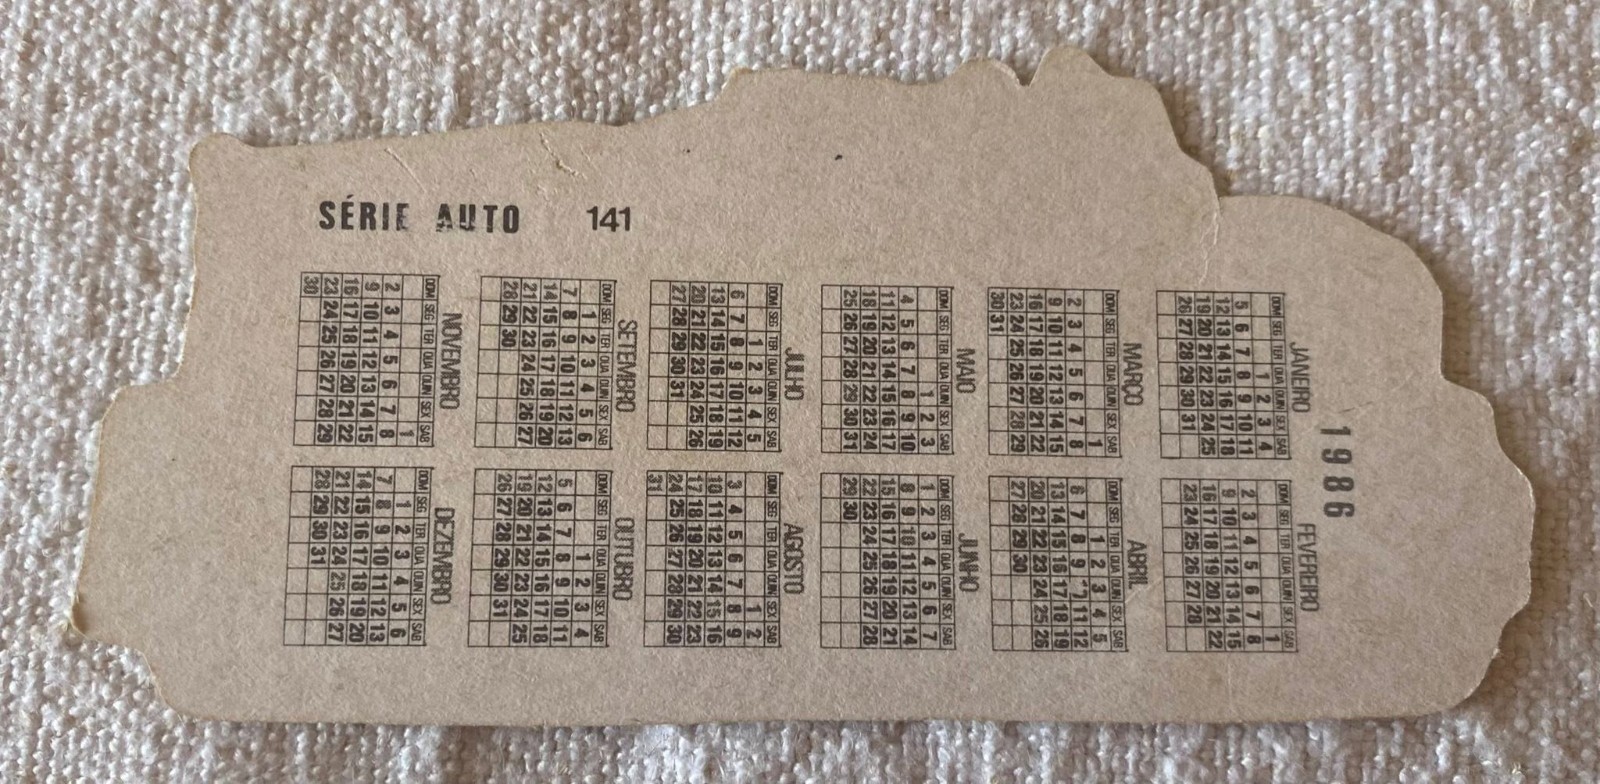 SÉRIE AUTO 141
1986
JANEIRO
DOM SEG TER QUA QUIN SEX SAB
1 2 3 4
5 6 7 8 9 10 11
12 13 14 15 16 17 18
19 20 21 22 23 24 25
26 27 28 29 30 31
FEVEREIRO
DOM SEG TER QUA QUIN SEX SAB
1
2 3 4 5 6 7 8
9 10 11 12 13 14 15
16 17 18 19 20 21 22
23 24 25 26 27 28
MARÇO
DOM SEG TER QUA QUIN SEX SAB
1
2 3 4 5 6 7 8
9 10 11 12 13 14 15
16 17 18 19 20 21 22
23 24 25 26 27 28 29
30 31
ABRIL
DOM SEG TER QUA QUIN SEX SAB
1 2 3 4 5
6 7 8 9 11 12
13 14 15 16 17 18 19
20 21 22 23 24 25 26
27 28 29 30
MAIO
DOM SEG TER QUA QUIN SEX SAB
1 2 3
4 5 6 7 8 9 10
11 12 13 14 15 16 17
18 19 20 21 22 23 24
25 26 27 28 29 30 31
JUNHO
DOM SEG TER QUA QUIN SEX SAB
1 2 3 4 5 6 7
8 9 10 11 12 13 14
15 16 17 18 19 20 21
22 23 24 25 26 27 28
29 30
JULHO
DOM SEG TER QUA QUIN SEX SAB
1 2 3 4 5
6 7 8 9 10 11 12
13 14 15 16 17 18 19
20 21 22 23 24 25 26
27 28 29 30 31
AGOSTO
DOM SEG TER QUA QUIN SEX SAB
1 2
3 4 5 6 7 8 9
10 11 12 13 14 15 16
17 18 19 20 21 22 23
24 25 26 27 28 29 30
31
SETEMBRO
DOM SEG TER QUA QUIN SEX SAB
1 2 3 4 5 6
7 8 9 10 11 12 13
14 15 16 17 18 19 20
21 22 23 24 25 26 27
28 29 30
OUTUBRO
DOM SEG TER QUA QUIN SEX SAB
1 2 3 4
5 6 7 8 9 10 11
12 13 14 15 16 17 18
19 20 21 22 23 24 25
26 27 28 29 30 31
NOVEMBRO
DOM SEG TER QUA QUIN SEX SAB
1
2 3 4 5 6 7 8
9 10 11 12 13 14 15
16 17 18 19 20 21 22
23 24 25 26 27 28 29
30
DEZEMBRO
DOM SEG TER QUA QUIN SEX SAB
1 2 3 4 5 6
7 8 9 10 11 12 13
14 15 16 17 18 19 20
21 22 23 24 25 26 27
28 29 30 31